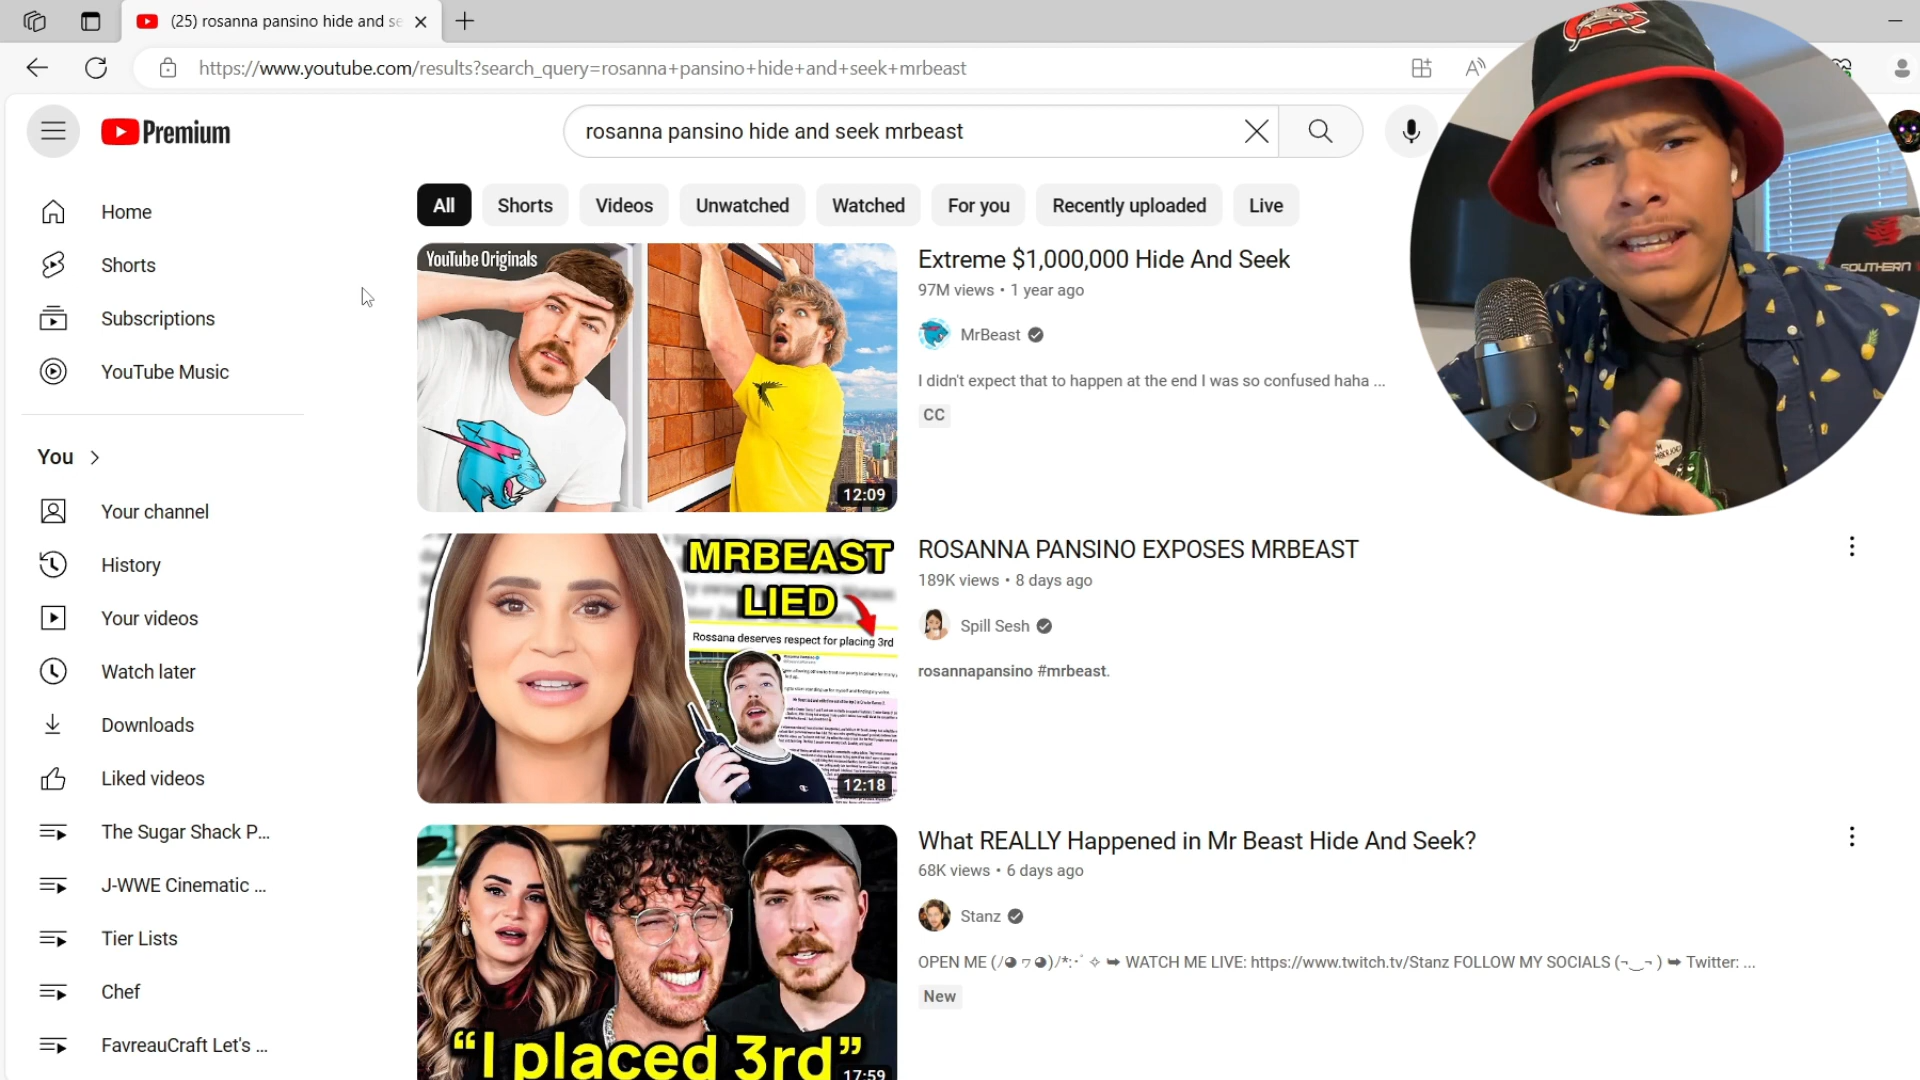 (25) rosanna pansino hide and se
https://www.youtube.com/results?search_query=rosanna+pansino+hide+and+seek+mrbeast
Premium
rosanna pansino hide and seek mrbeast
All
Shorts
Videos
Unwatched
Watched
For you
Recently uploaded
Live
Home
Shorts
Subscriptions
YouTube Music
You
Your channel
History
Your videos
Watch later
Downloads
Liked videos
The Sugar Shack P...
J-WWE Cinematic ...
Tier Lists
Chef
FavreauCraft Let's ...
YouTube Originals
12:09
Extreme $1,000,000 Hide And Seek
97M views • 1 year ago
MrBeast
I didn't expect that to happen at the end I was so confused haha ...
CC
SOUTHERN
MRBEAST
LIED
Rossana deserves respect for placing 3rd
12:18
ROSANNA PANSINO EXPOSES MRBEAST
189K views • 8 days ago
Spill Sesh
rosannapansino #mrbeast.
"I placed 3rd"
17:59
What REALLY Happened in Mr Beast Hide And Seek?
68K views • 6 days ago
Stanz
OPEN ME (ﾉ◕ヮ◕)ﾉ*:･ﾟ✧ ➥ WATCH ME LIVE: https://www.twitch.tv/Stanz FOLLOW MY SOCIALS (¬‿¬ ) ➥ Twitter: ...
New